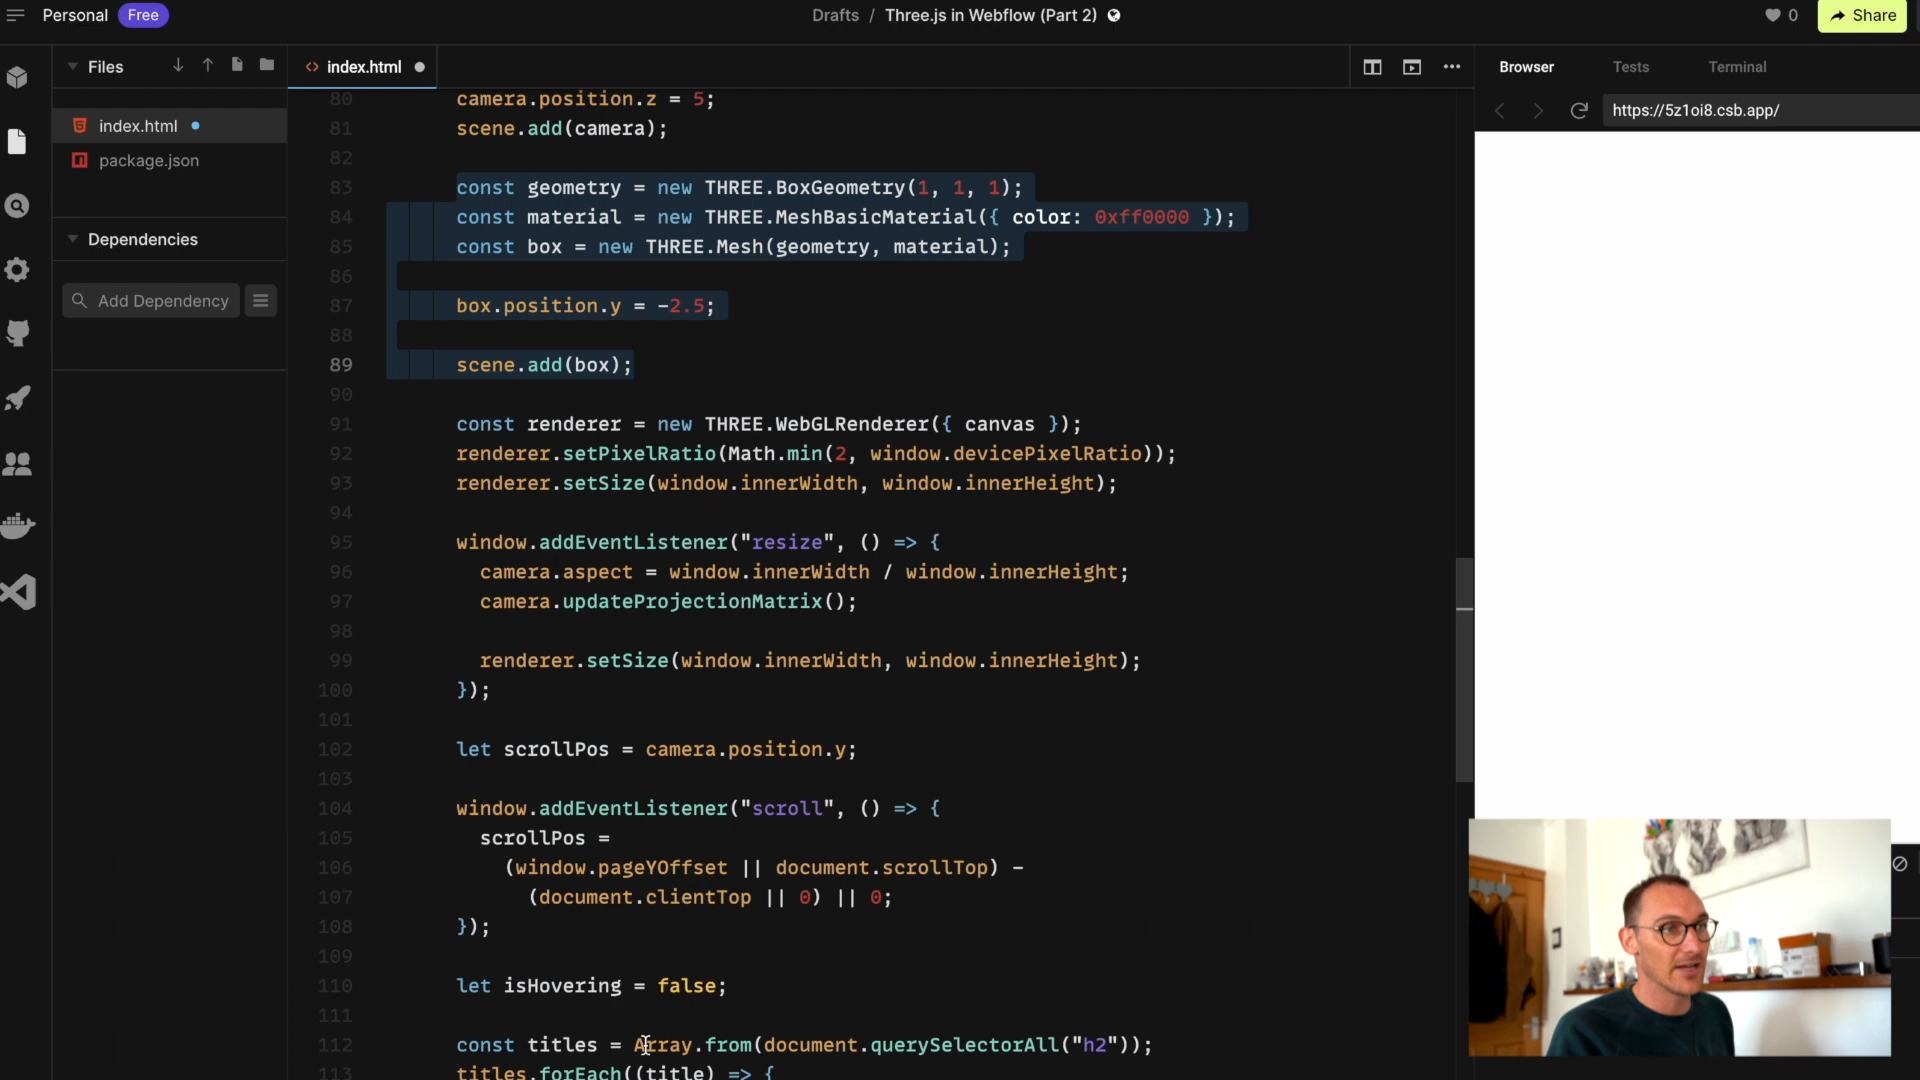 Personal Free
Drafts / Three.js in Webflow (Part 2)
0
Share
Files
index.html
package.json
Dependencies
Add Dependency
index.html
80 camera.position.z = 5;
81 scene.add(camera);
82
83 const geometry = new THREE.BoxGeometry(1, 1, 1);
84 const material = new THREE.MeshBasicMaterial({ color: 0xff0000 });
85 const box = new THREE.Mesh(geometry, material);
86
87 box.position.y = -2.5;
88
89 scene.add(box);
90
91 const renderer = new THREE.WebGLRenderer({ canvas });
92 renderer.setPixelRatio(Math.min(2, window.devicePixelRatio));
93 renderer.setSize(window.innerWidth, window.innerHeight);
94
95 window.addEventListener("resize", () => {
96 camera.aspect = window.innerWidth / window.innerHeight;
97 camera.updateProjectionMatrix();
98
99 renderer.setSize(window.innerWidth, window.innerHeight);
100 });
101
102 let scrollPos = camera.position.y;
103
104 window.addEventListener("scroll", () => {
105 scrollPos =
106 (window.pageYOffset || document.scrollTop) -
107 (document.clientTop || 0) || 0;
108 });
109
110 let isHovering = false;
111
112 const titles = Array.from(document.querySelectorAll("h2"));
113 titles.forEach((title) => {
Browser Tests Terminal
https://5z1oi8.csb.app/